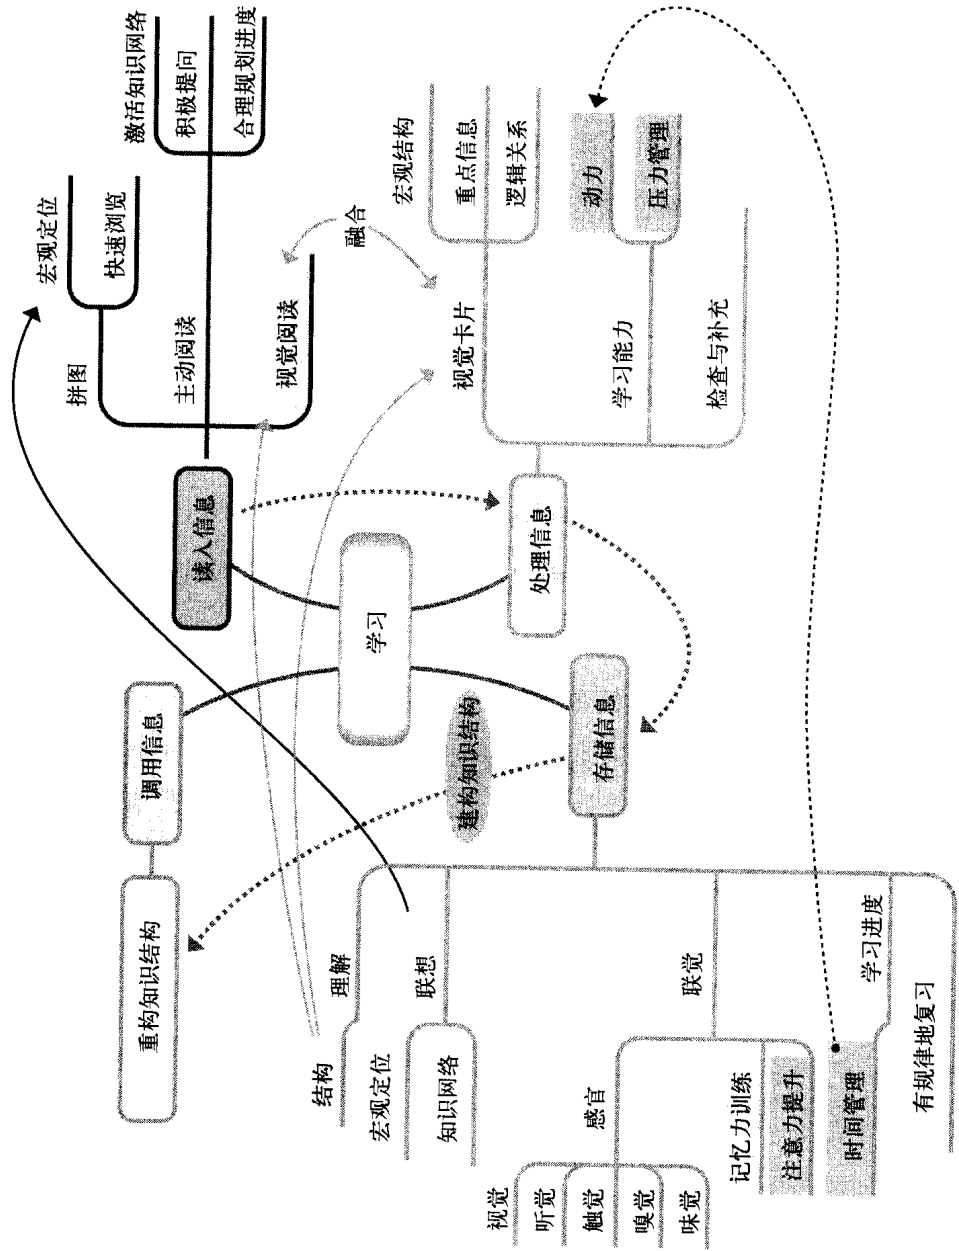 学习
读入信息
拼图
宏观定位
快速浏览
主动阅读
激活知识网络
积极提问
合理规划进度
视觉阅读
融合
处理信息
视觉卡片
宏观结构
重点信息
逻辑关系
学习能力
动力
压力管理
检查与补充
存储信息
建构知识结构
理解
结构
联想
宏观定位
知识网络
联觉
感官
视觉
听觉
触觉
嗅觉
味觉
记忆力训练
注意力提升
学习进度
时间管理
有规律地复习
调用信息
重构知识结构